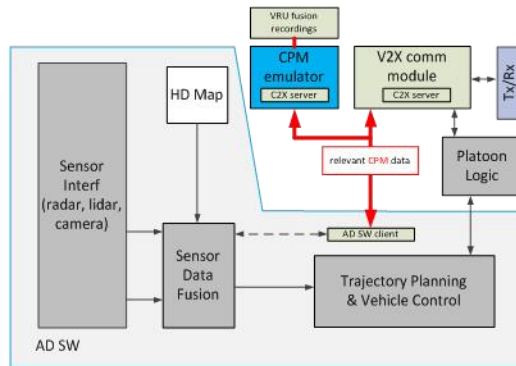 VRU fusion
recordings
CPM
emulator
C2X server
V2X comm
module
C2X server
Tx/Rx
HD Map
relevant CPM data
Platoon
Logic
Sensor
Interf
(radar, lidar,
camera)
AD SW client
Sensor
Data
Fusion
Trajectory Planning
& Vehicle Control
AD SW